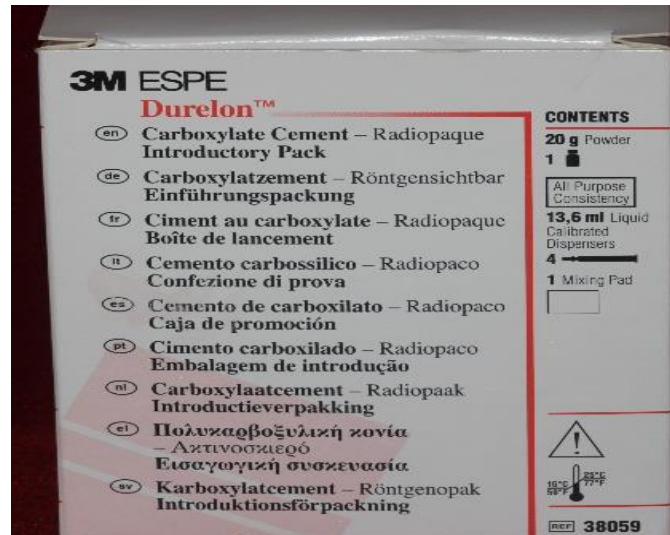 3M ESPE
Durelon™
en Carboxylate Cement – Radiopaque
Introductory Pack
de Carboxylatzement – Röntgensichtbar
Einführungspackung
fr Ciment au carboxylate – Radiopaque
Boîte de lancement
it Cemento carbossilico – Radiopaco
Confezione di prova
es Cemento de carboxilato – Radiopaco
Caja de promoción
pt Cimento carboxilado – Radiopaco
Embalagem de introdução
nl Carboxylaatcement – Radiopaak
Introductieverpakking
el Πολυκαρβοξυλική κονία
– Ακτινοσκιερό
Εισαγωγική συσκευασία
sv Karboxylatcement – Röntgenopak
Introduktionsförpackning
CONTENTS
20 g Powder
1
All Purpose
Consistency
13,6 ml Liquid
Calibrated
Dispensers
4
1 Mixing Pad
25°C
77°F
15°C
59°F
REF 38059